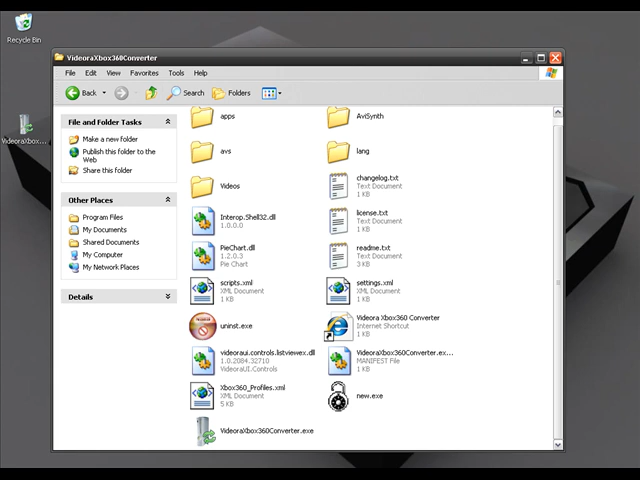 Recycle Bin
VideoraXbox...
VideoraXbox360Converter
File Edit View Favorites Tools Help
Back Search Folders
File and Folder Tasks
Make a new folder
Publish this folder to the
Web
Share this folder
Other Places
Program Files
My Documents
Shared Documents
My Computer
My Network Places
Details
apps
AviSynth
avs
lang
Videos
changelog.txt
Text Document
1 KB
Interop.Shell32.dll
1.0.0.0
license.txt
Text Document
1 KB
PieChart.dll
1.2.0.3
Pie Chart
readme.txt
Text Document
3 KB
scripts.xml
XML Document
1 KB
settings.xml
XML Document
1 KB
uninst.exe
Videora Xbox360 Converter
Internet Shortcut
1 KB
videoraui.controls.listviewex.dll
1.0.2084.32710
VideoraUI.Controls
VideoraXbox360Converter.ex...
MANIFEST File
1 KB
Xbox360_Profiles.xml
XML Document
5 KB
new.exe
VideoraXbox360Converter.exe